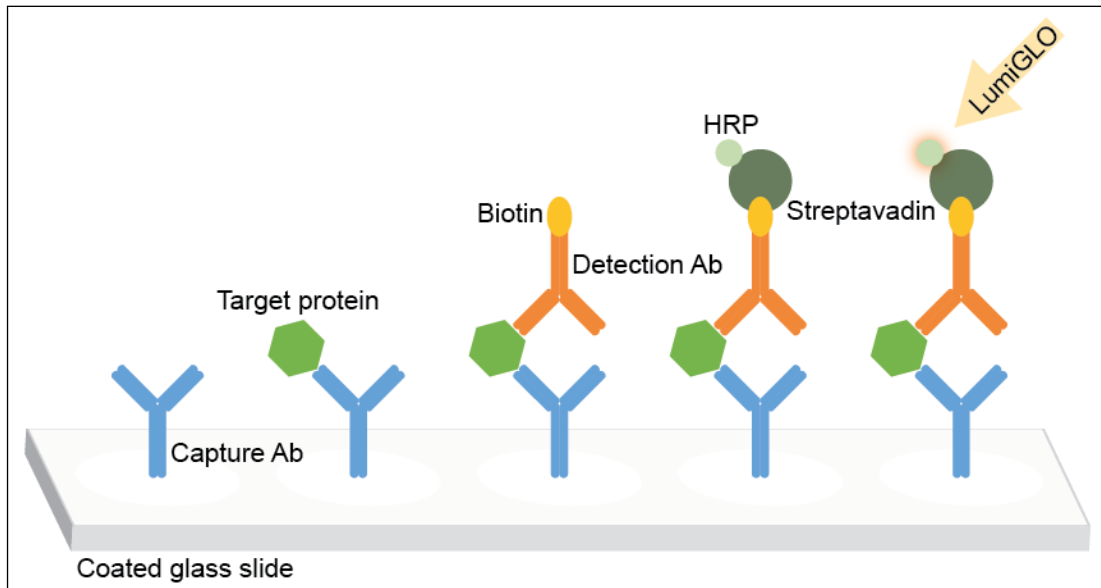 LumiGLO
HRP
Biotin
Streptavadin
Detection Ab
Target protein
Capture Ab
Coated glass slide